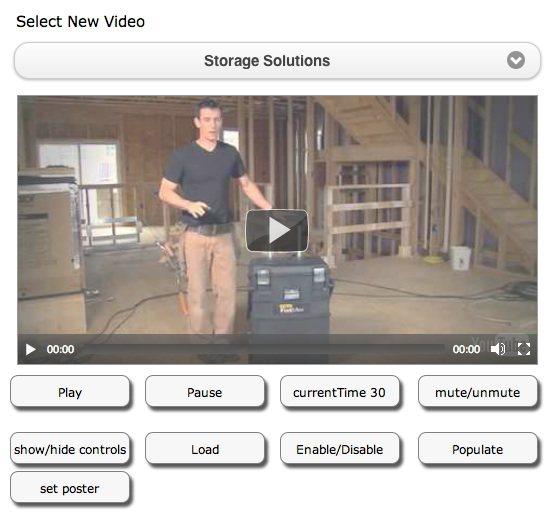 Select New Video
Storage Solutions
00:00
00:00
YouTube
Play
Pause
currentTime 30
mute/unmute
show/hide controls
Load
Enable/Disable
Populate
set poster